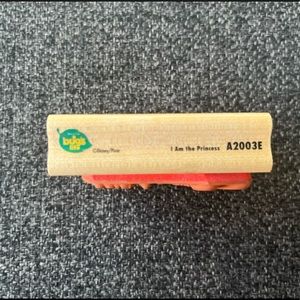 a bug's life
©Disney/Pixar
I Am the Princess A2003E